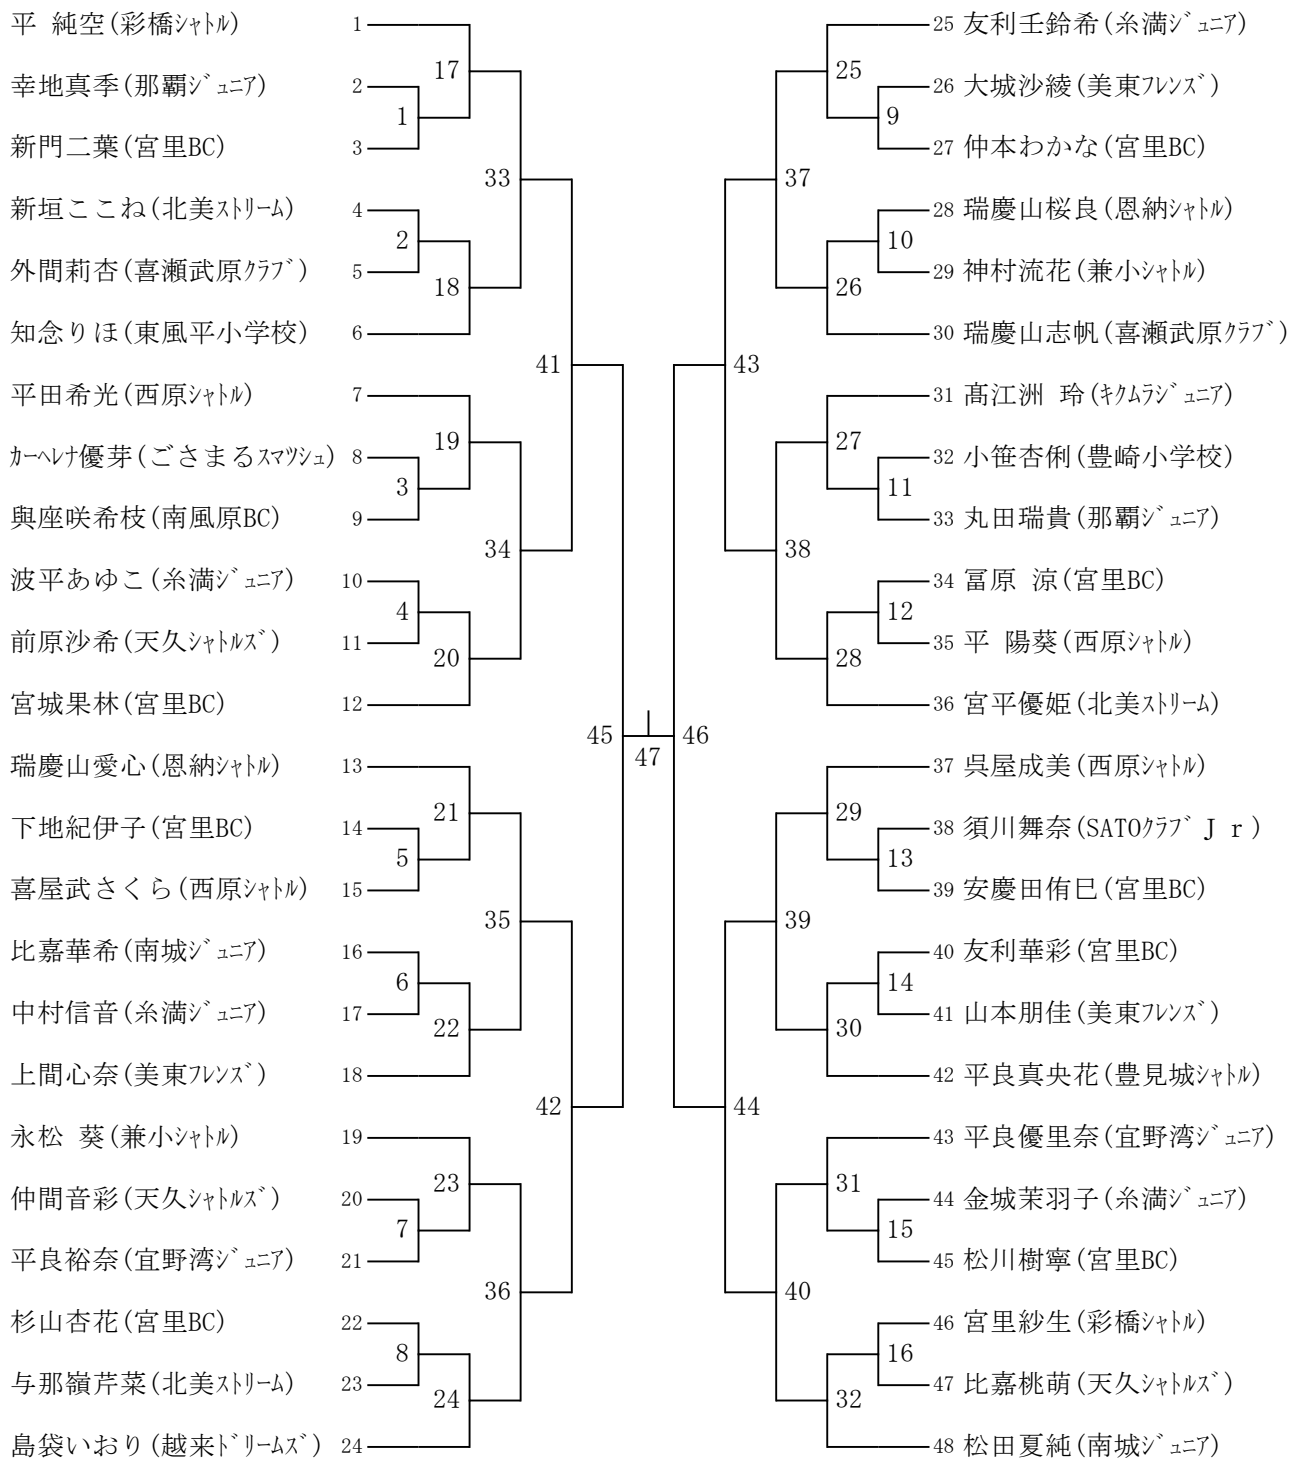 平 純空(彩橋ｼｬﾄﾙ) 1
幸地真季(那覇ｼﾞｭﾆｱ) 2
新門二葉(宮里BC) 3
新垣ここね(北美ｽﾄﾘｰﾑ) 4
外間莉杏(喜瀬武原ｸﾗﾌﾞ) 5
知念りほ(東風平小学校) 6
平田希光(西原ｼｬﾄﾙ) 7
ｶｰﾍﾚﾅ優芽(ごさまるｽﾏﾂｼｭ) 8
與座咲希枝(南風原BC) 9
波平あゆこ(糸満ｼﾞｭﾆｱ) 10
前原沙希(天久ｼｬﾄﾙｽﾞ) 11
宮城果林(宮里BC) 12
瑞慶山愛心(恩納ｼｬﾄﾙ) 13
下地紀伊子(宮里BC) 14
喜屋武さくら(西原ｼｬﾄﾙ) 15
比嘉華希(南城ｼﾞｭﾆｱ) 16
中村信音(糸満ｼﾞｭﾆｱ) 17
上間心奈(美東ﾌﾚﾝｽﾞ) 18
永松 葵(兼小ｼｬﾄﾙ) 19
仲間音彩(天久ｼｬﾄﾙｽﾞ) 20
平良裕奈(宜野湾ｼﾞｭﾆｱ) 21
杉山杏花(宮里BC) 22
与那嶺芹菜(北美ｽﾄﾘｰﾑ) 23
島袋いおり(越来ﾄﾞﾘｰﾑｽﾞ) 24
1
2
3
4
5
6
7
8
17
18
19
20
21
22
23
24
33
34
35
36
41
42
45
47
46
43
44
37
38
39
40
25
26
27
28
29
30
31
32
9
10
11
12
13
14
15
16
25 友利壬鈴希(糸満ｼﾞｭﾆｱ)
26 大城沙綾(美東ﾌﾚﾝｽﾞ)
27 仲本わかな(宮里BC)
28 瑞慶山桜良(恩納ｼｬﾄﾙ)
29 神村流花(兼小ｼｬﾄﾙ)
30 瑞慶山志帆(喜瀬武原ｸﾗﾌﾞ)
31 髙江洲 玲(ｷｸﾑﾗｼﾞｭﾆｱ)
32 小笹杏俐(豊崎小学校)
33 丸田瑞貴(那覇ｼﾞｭﾆｱ)
34 冨原 涼(宮里BC)
35 平 陽葵(西原ｼｬﾄﾙ)
36 宮平優姫(北美ｽﾄﾘｰﾑ)
37 呉屋成美(西原ｼｬﾄﾙ)
38 須川舞奈(SATOｸﾗﾌﾞＪｒ)
39 安慶田侑巳(宮里BC)
40 友利華彩(宮里BC)
41 山本朋佳(美東ﾌﾚﾝｽﾞ)
42 平良真央花(豊見城ｼｬﾄﾙ)
43 平良優里奈(宜野湾ｼﾞｭﾆｱ)
44 金城茉羽子(糸満ｼﾞｭﾆｱ)
45 松川樹寧(宮里BC)
46 宮里紗生(彩橋ｼｬﾄﾙ)
47 比嘉桃萌(天久ｼｬﾄﾙｽﾞ)
48 松田夏純(南城ｼﾞｭﾆｱ)